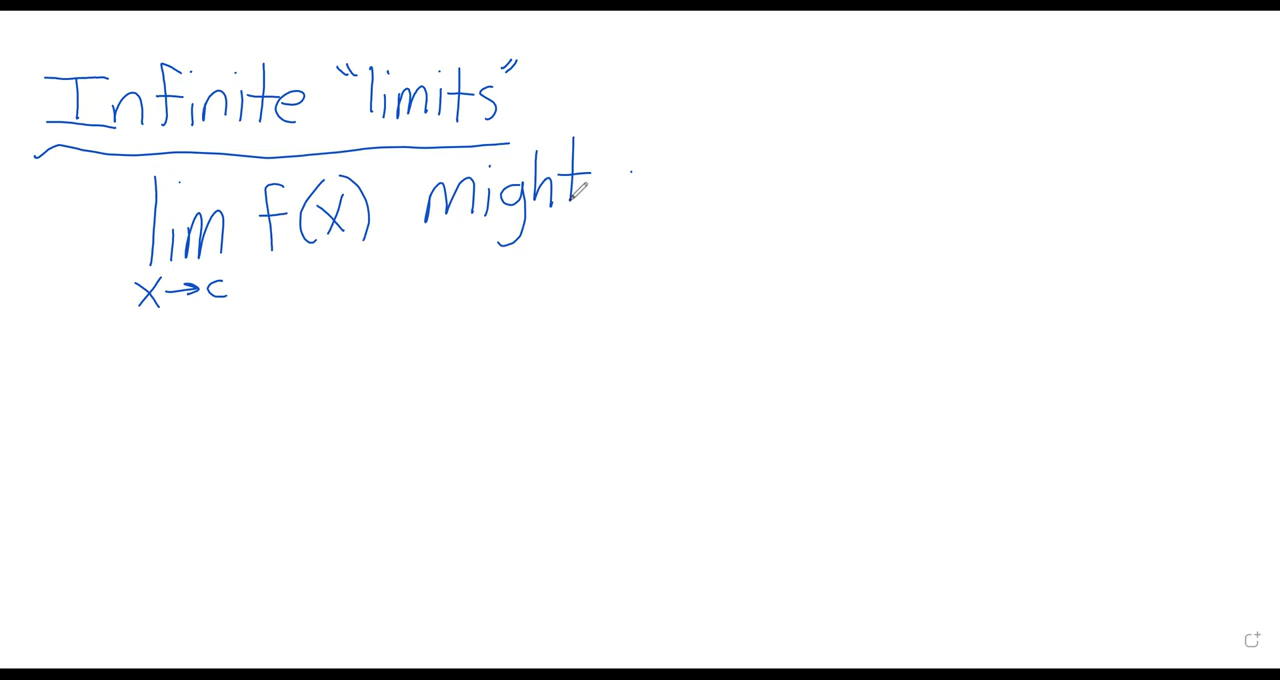 Infinite “limits”
lim f(x) might
x→c